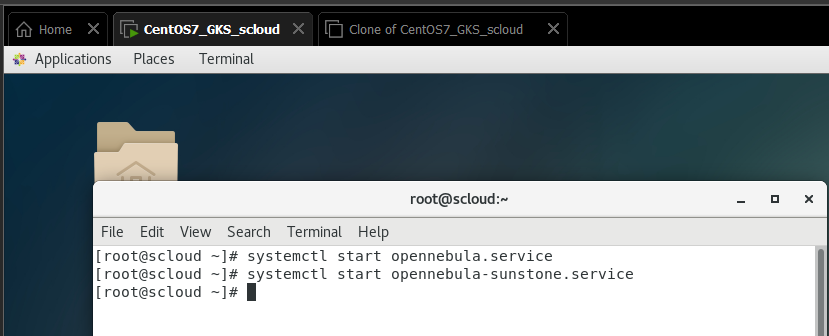 Home CentOS7_GKS_scloud Clone of CentOS7_GKS_scloud
Applications Places Terminal
root@scloud:~
File Edit View Search Terminal Help
[root@scloud ~]# systemctl start opennebula.service
[root@scloud ~]# systemctl start opennebula-sunstone.service
[root@scloud ~]#